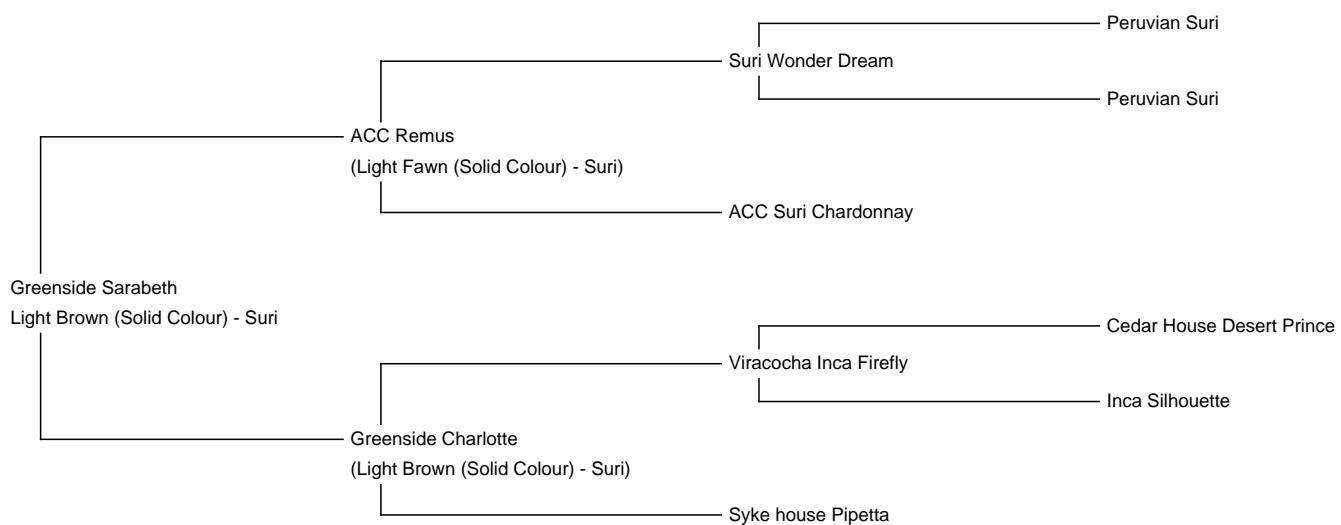 Peruvian Suri
Suri Wonder Dream
Peruvian Suri
ACC Remus
(Light Fawn (Solid Colour) - Suri)
ACC Suri Chardonnay
Greenside Sarabeth
Light Brown (Solid Colour) - Suri
Cedar House Desert Prince
Viracocha Inca Firefly
Inca Silhouette
Greenside Charlotte
(Light Brown (Solid Colour) - Suri)
Syke house Pipetta